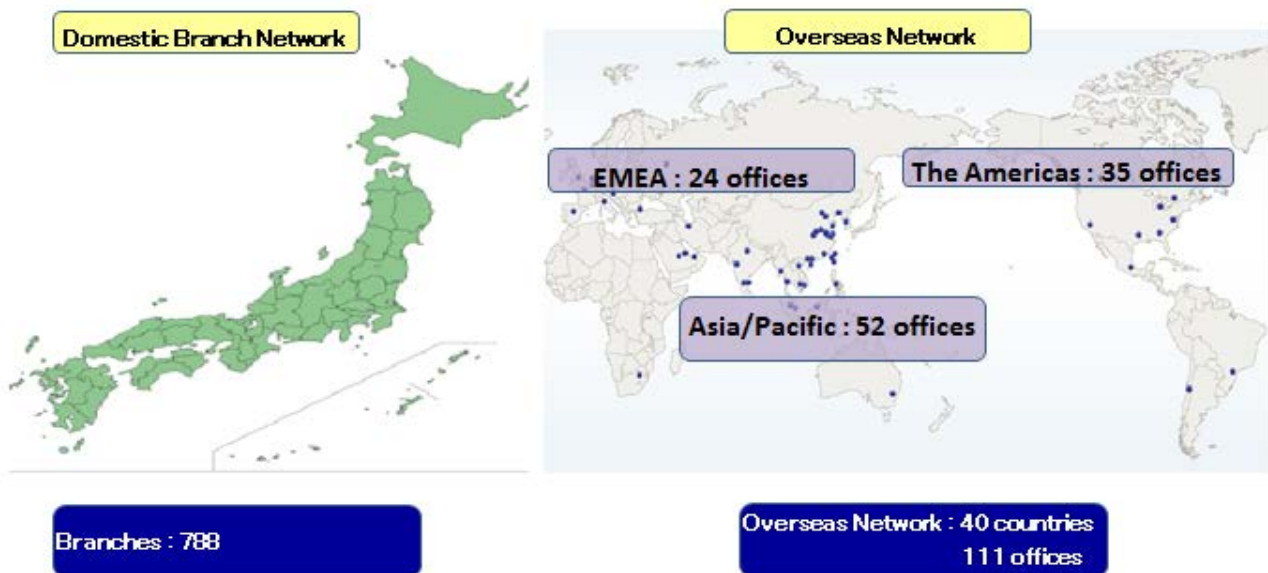 Domestic Branch Network
Overseas Network
EMEA : 24 offices
The Americas : 35 offices
Asia/Pacific : 52 offices
Branches : 788
Overseas Network : 40 countries
111 offices